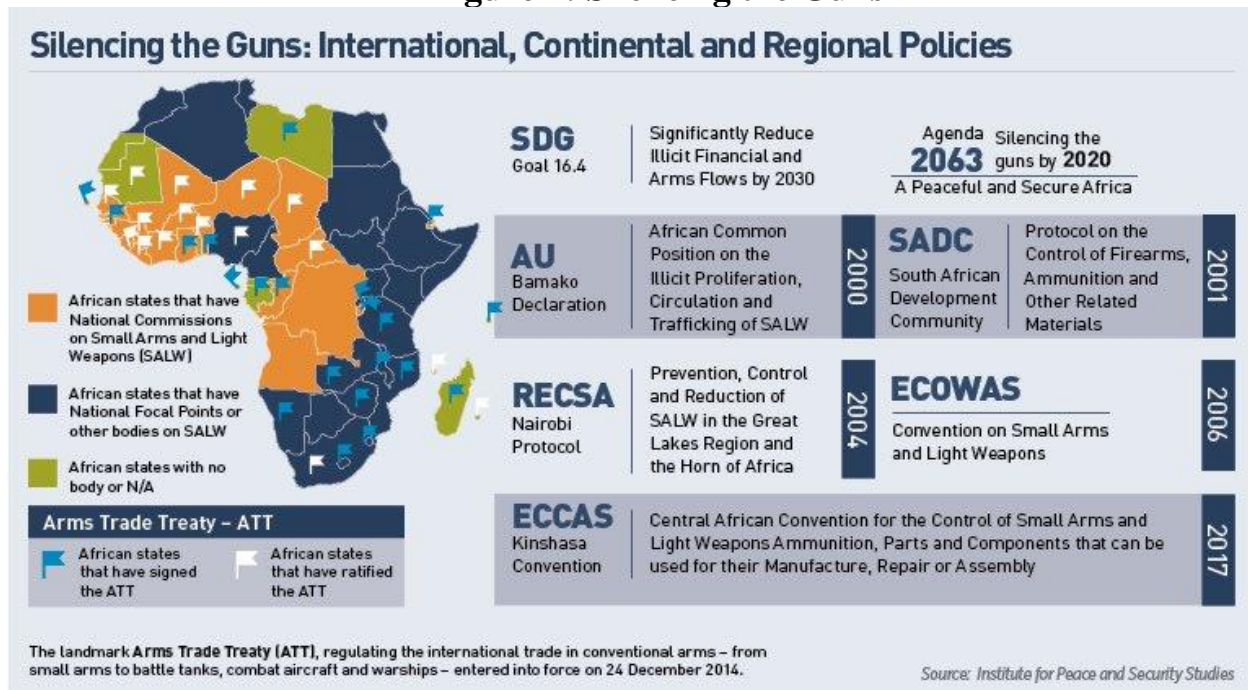 Silencing the Guns: International, Continental and Regional Policies
SDG
Goal 16.4
Significantly Reduce
Illicit Financial and
Arms Flows by 2030
Agenda
2063
Silencing the
guns by 2020
A Peaceful and Secure Africa
AU
Bamako
Declaration
African Common
Position on the
Illicit Proliferation,
Circulation and
Trafficking of SALW
2000
SADC
South African
Development
Community
Protocol on the
Control of Firearms,
Ammunition and
Other Related
Materials
2001
RECSA
Nairobi
Protocol
Prevention, Control
and Reduction of
SALW in the Great
Lakes Region and
the Horn of Africa
2004
ECOWAS
Convention on Small Arms
and Light Weapons
2006
ECCAS
Kinshasa
Convention
Central African Convention for the Control of Small Arms and
Light Weapons Ammunition, Parts and Components that can be
used for their Manufacture, Repair or Assembly
2017
African states that have
National Commissions
on Small Arms and Light
Weapons (SALW)
African states that have
National Focal Points or
other bodies on SALW
African states with no
body or N/A
Arms Trade Treaty – ATT
African states
that have signed
the ATT
African states
that have ratified
the ATT
The landmark Arms Trade Treaty (ATT), regulating the international trade in conventional arms – from
small arms to battle tanks, combat aircraft and warships – entered into force on 24 December 2014.
Source: Institute for Peace and Security Studies